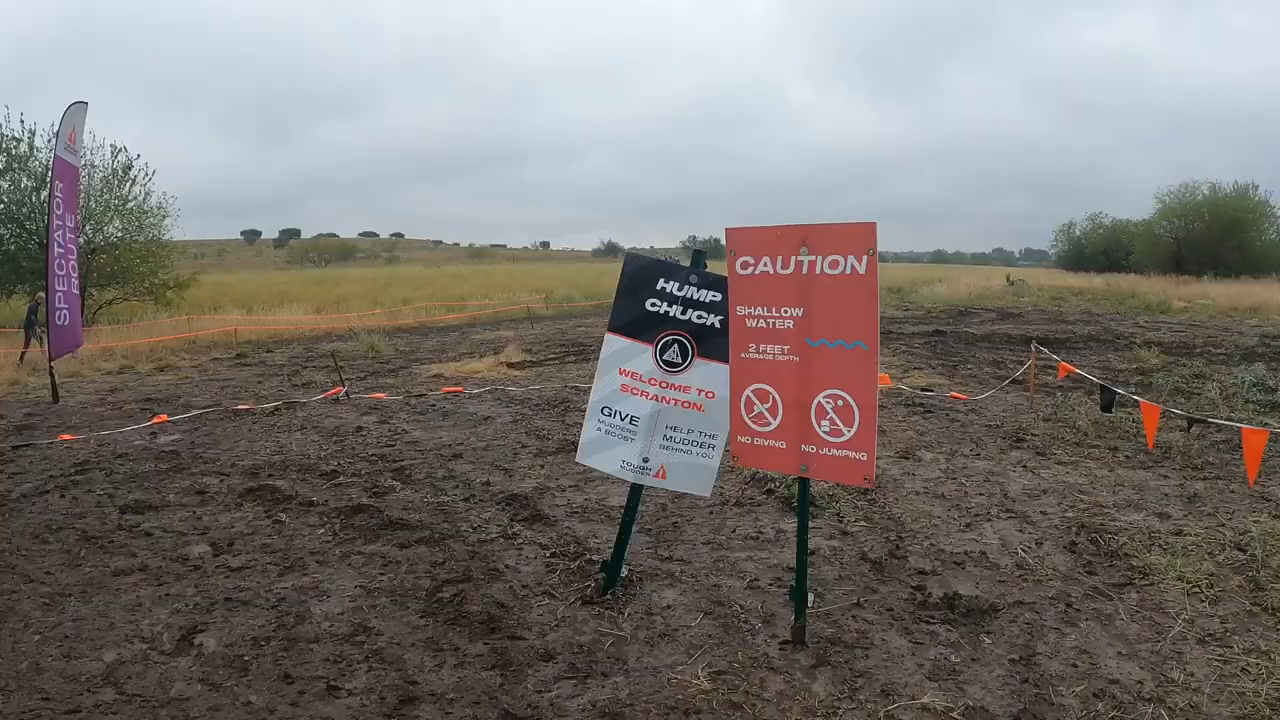 SPECTATOR
ROUTE
HUMP
CHUCK
WELCOME TO
SCRANTON.
GIVE
MUDDERS
A BOOST
HELP THE
MUDDER
BEHIND YOU
TOUGH
MUDDER
CAUTION
SHALLOW
WATER
2 FEET
AVERAGE DEPTH
NO DIVING
NO JUMPING